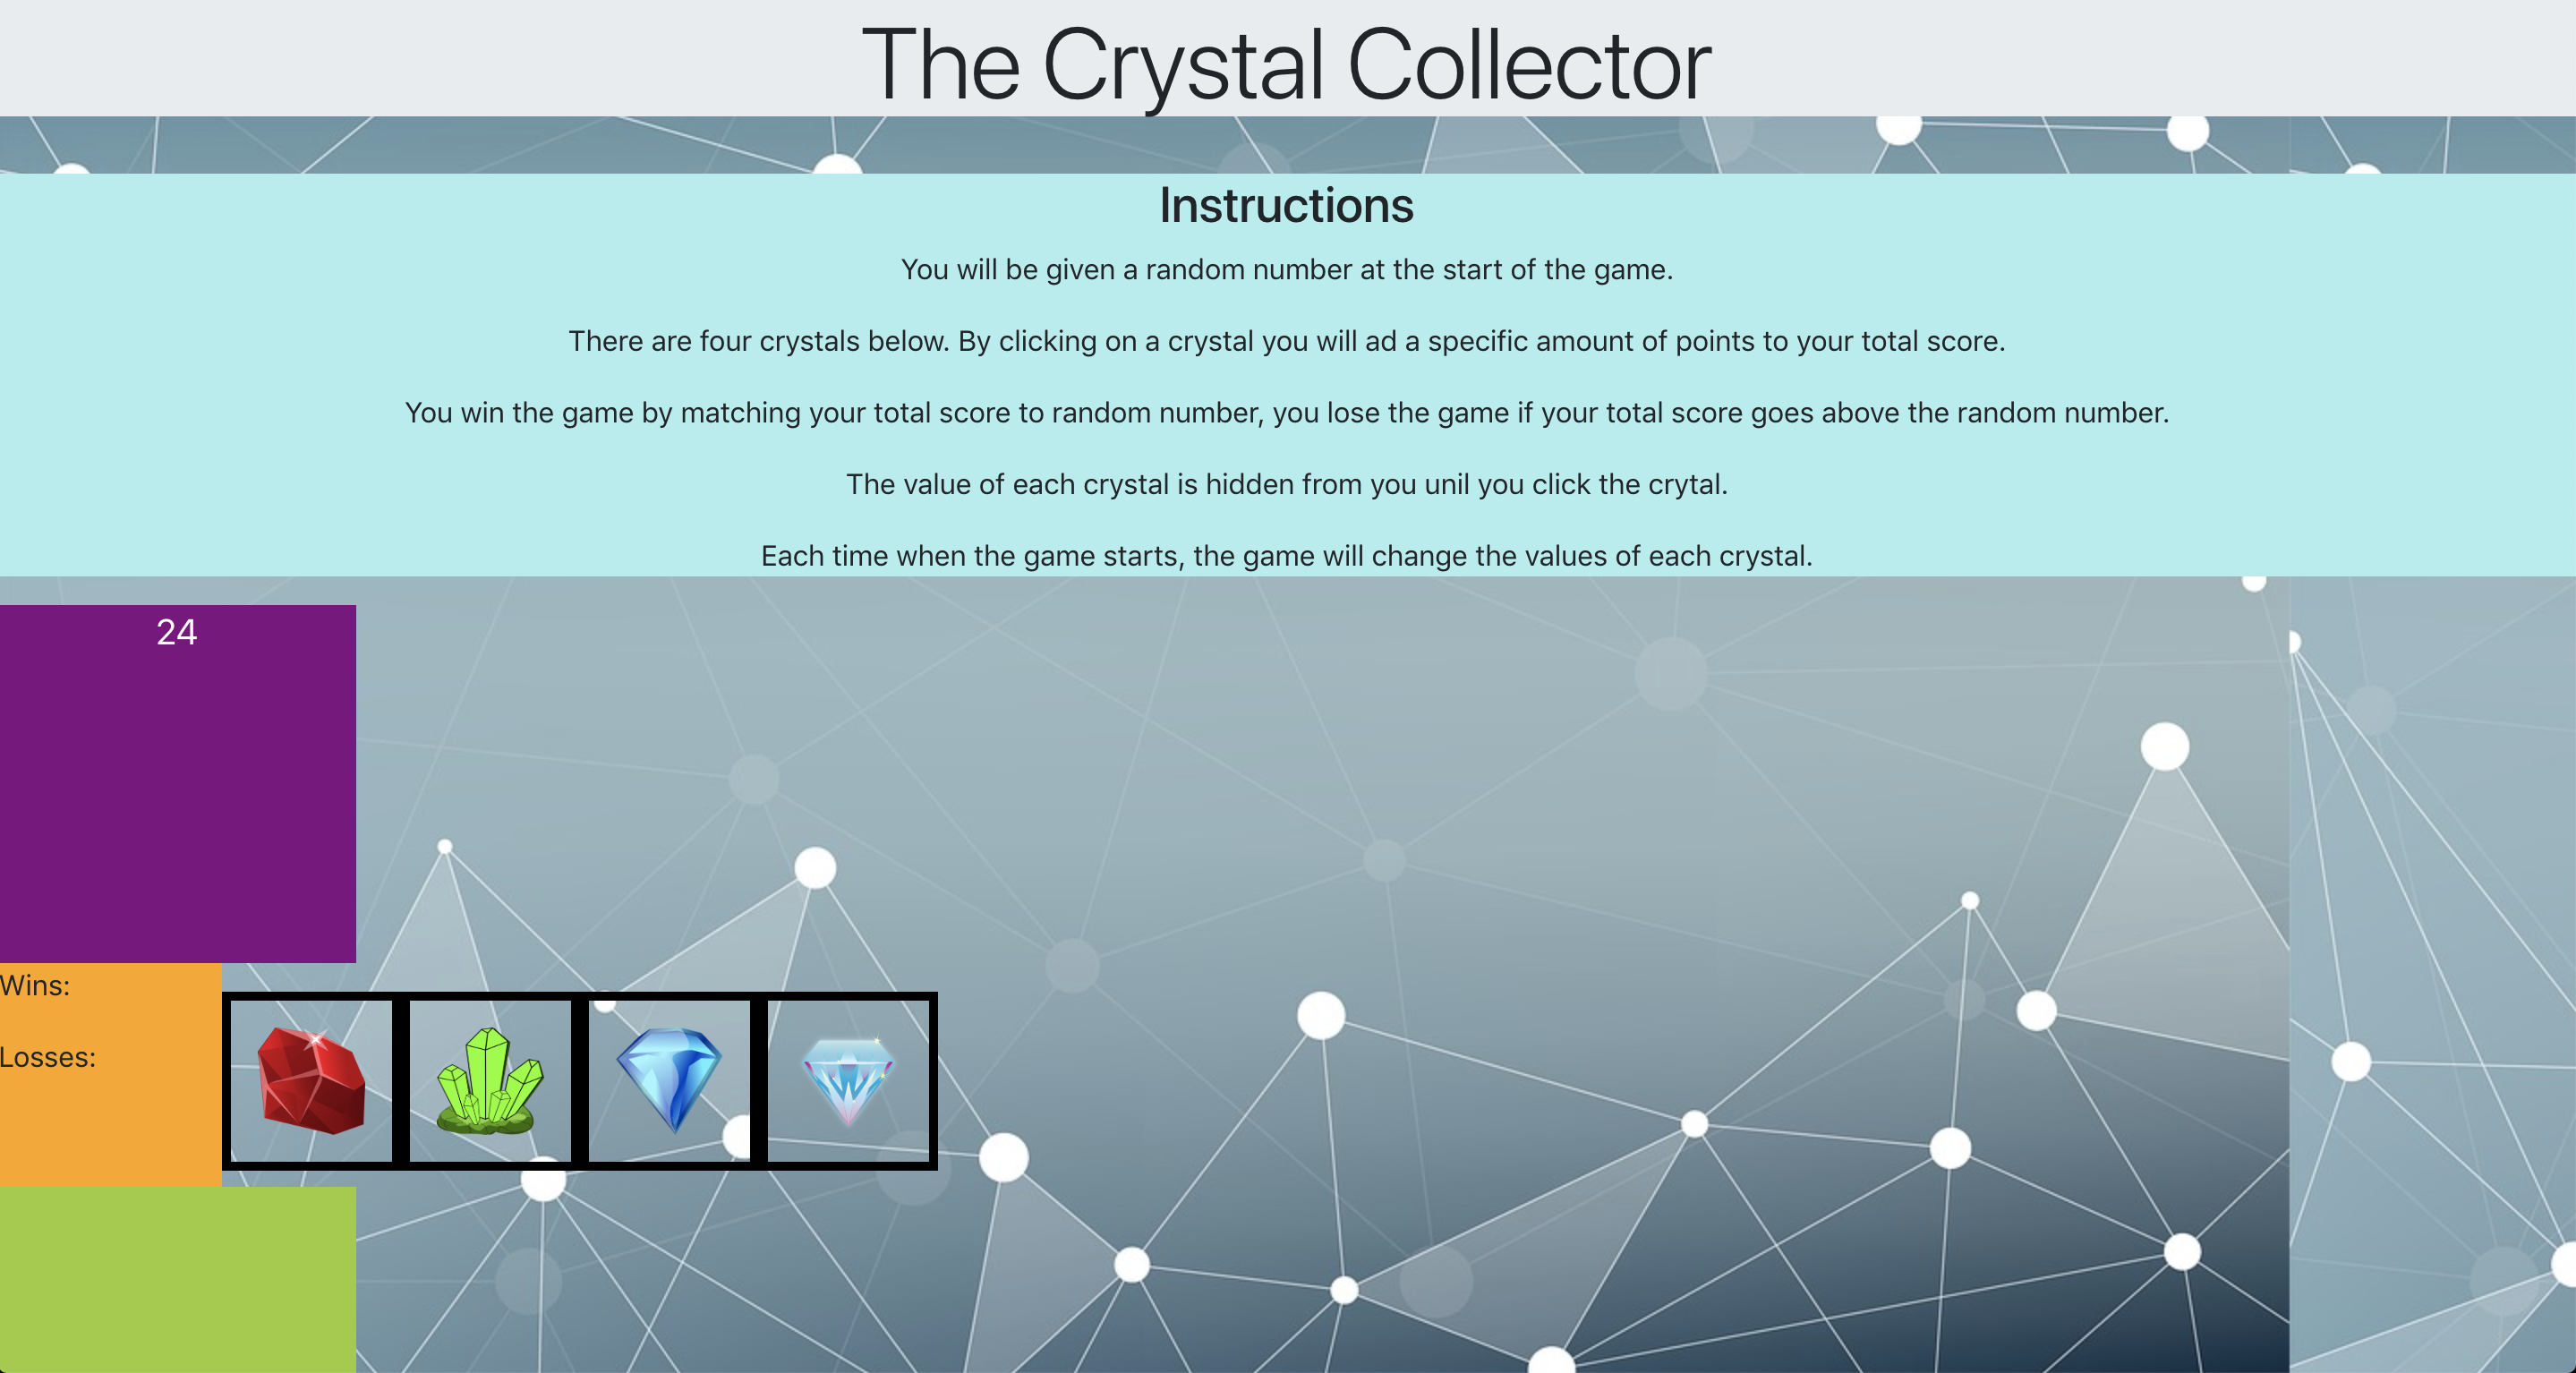 The Crystal Collector
Instructions
You will be given a random number at the start of the game.
There are four crystals below. By clicking on a crystal you will ad a specific amount of points to your total score.
You win the game by matching your total score to random number, you lose the game if your total score goes above the random number.
The value of each crystal is hidden from you unil you click the crytal.
Each time when the game starts, the game will change the values of each crystal.
24
Wins:
Losses: